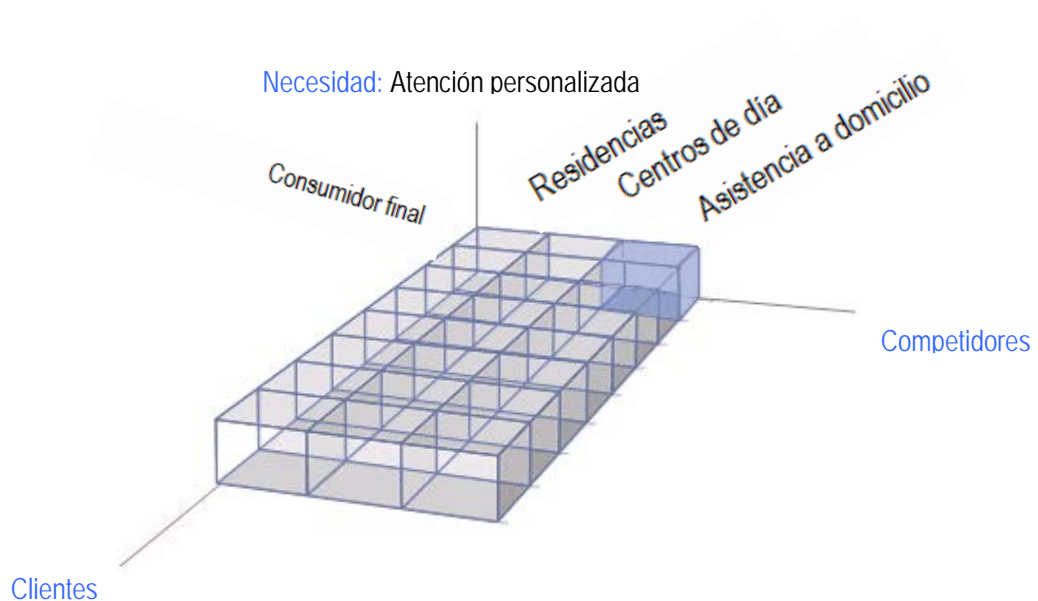 Necesidad: Atención personalizada
Consumidor final
Residencias
Centros de día
Asistencia a domicilio
Competidores
Clientes